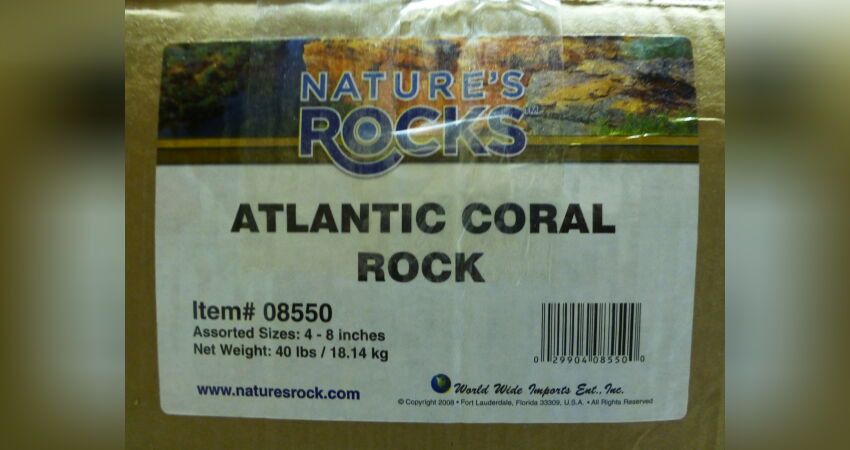 NATURE'S
ROCKS™
ATLANTIC CORAL
ROCK
Item# 08550
Assorted Sizes: 4 - 8 inches
Net Weight: 40 lbs / 18.14 kg
0 29904 08550 0
www.naturesrock.com
World Wide Imports Ent., Inc.
© Copyright 2008 • Fort Lauderdale, Florida 33309, U.S.A. • All Rights Reserved